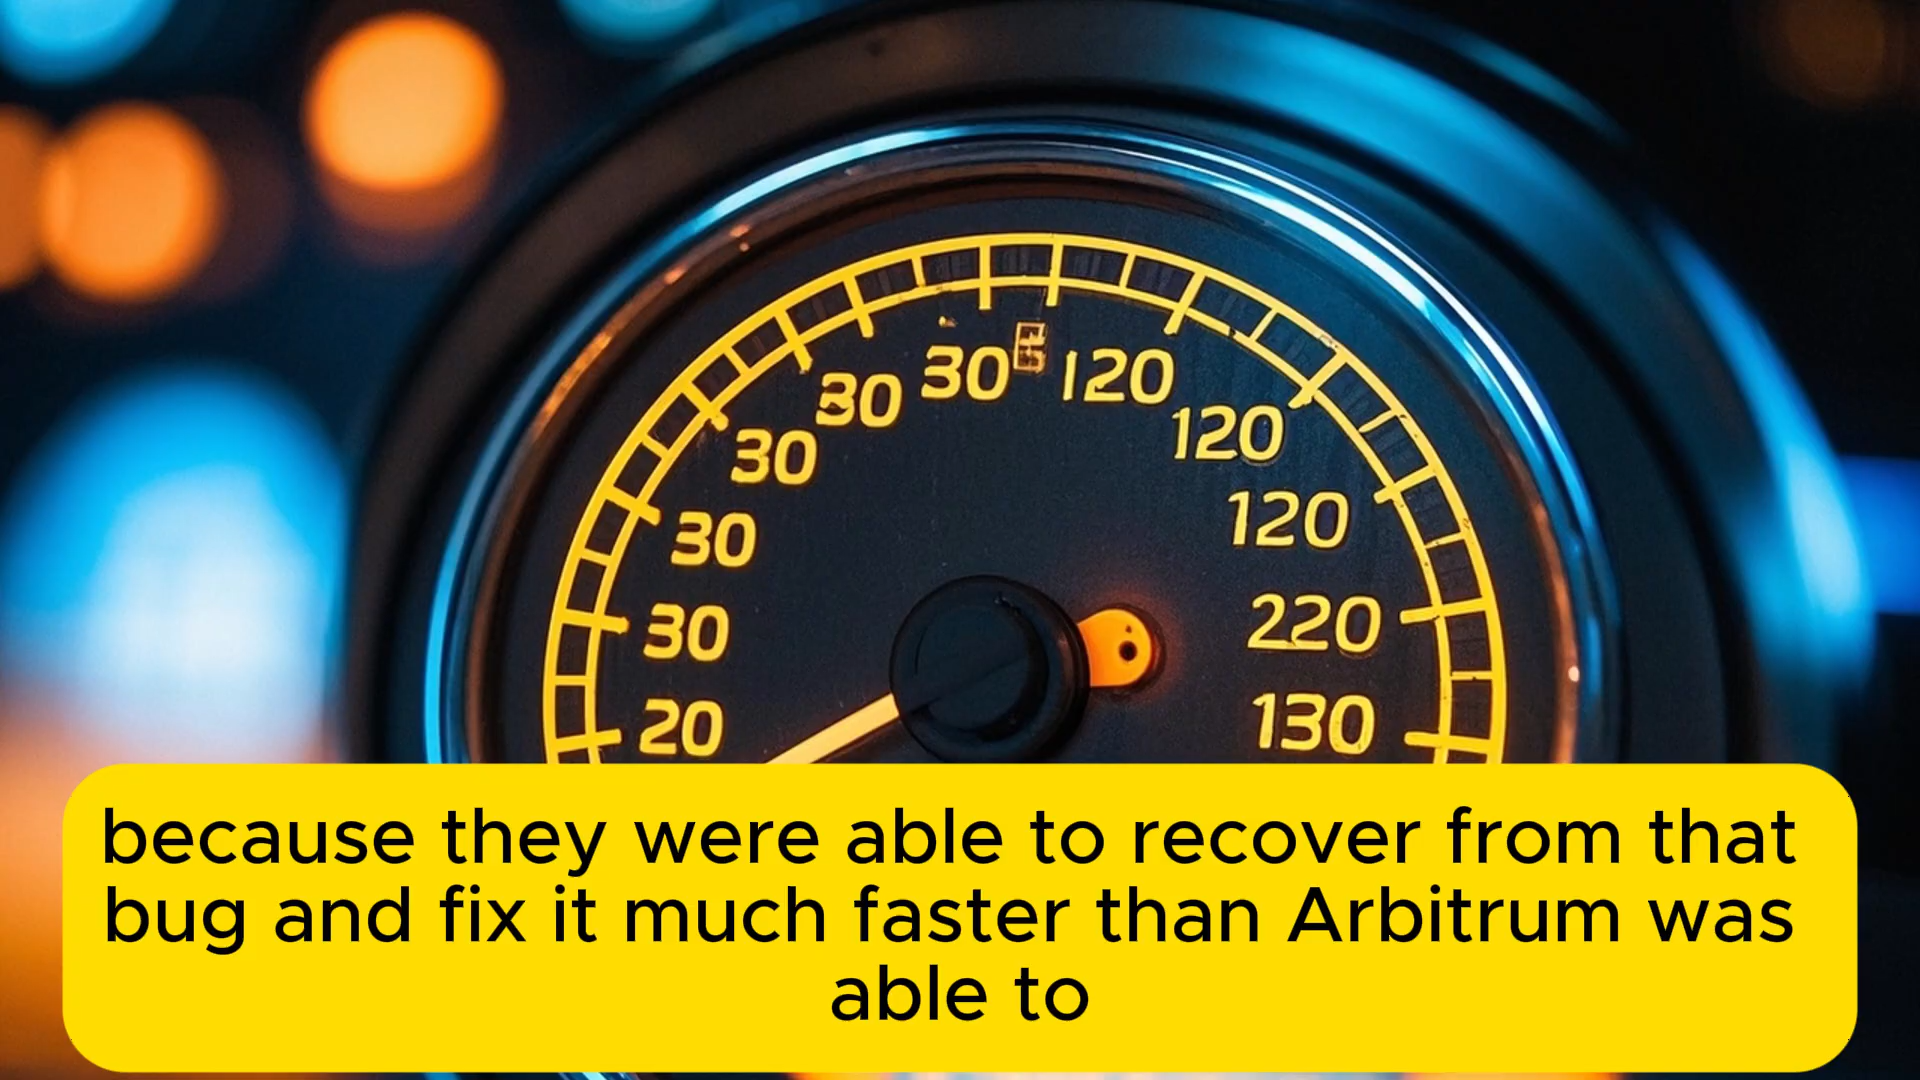 30 120
30 120
30 120
30 220
30 130
20
because they were able to recover from that
bug and fix it much faster than Arbitrum was
able to